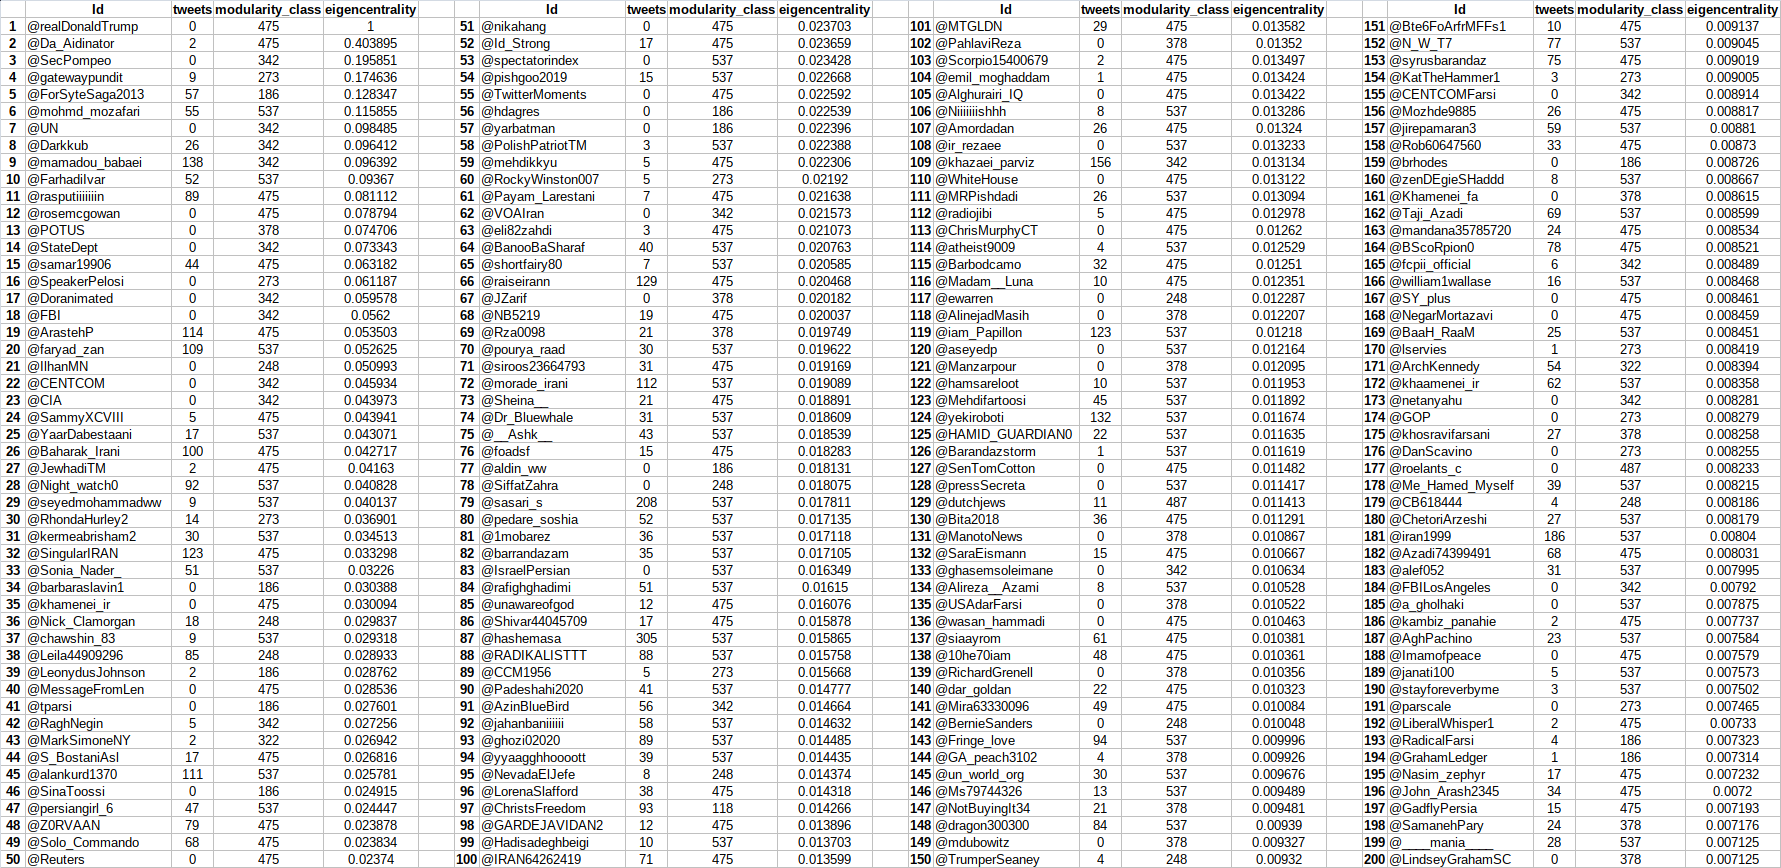 Id tweets modularity_class eigencentrality Id tweets modularity_class eigencentrality Id tweets modularity_class eigencentrality Id tweets modularity_class eigencentrality
1 @realDonaldTrump 0 475 1 51 @nikahang 0 475 0.023703 101 @MTGLDN 29 475 0.013582 151 @Bte6FoArfrMFFs1 10 475 0.009137
2 @Da_Aidinator 2 475 0.403895 52 @Id_Strong 17 475 0.023659 102 @PahlaviReza 0 378 0.01352 152 @N_W_T7 77 537 0.009045
3 @SecPompeo 0 342 0.195851 53 @spectatorindex 0 537 0.023428 103 @Scorpio15400679 2 475 0.013497 153 @syrusbarandaz 75 475 0.009019
4 @gatewaypundit 9 273 0.174636 54 @pishgoo2019 15 537 0.022668 104 @emil_moghaddam 1 475 0.013424 154 @KatTheHammer1 3 273 0.009005
5 @ForSyteSaga2013 57 186 0.128347 55 @TwitterMoments 0 475 0.022592 105 @Alghurairi_IQ 0 475 0.013422 155 @CENTCOMFarsi 0 342 0.008914
6 @mohmd_mozafari 55 537 0.115855 56 @hdagres 0 186 0.022539 106 @Niiiiiiishhh 8 537 0.013286 156 @Mozhde9885 26 475 0.008817
7 @UN 0 342 0.098485 57 @yarbatman 0 186 0.022396 107 @Amordadan 26 475 0.01324 157 @jirepamaran3 59 537 0.00881
8 @Darkkub 26 342 0.096412 58 @PolishPatriotTM 3 537 0.022388 108 @ir_rezaee 0 537 0.013233 158 @Rob60647560 33 475 0.00873
9 @mamadou_babaei 138 342 0.096392 59 @mehdikkyu 5 475 0.022306 109 @khazaei_parviz 156 342 0.013134 159 @brhodes 0 186 0.008726
10 @FarhadiIvar 52 537 0.09367 60 @RockyWinston007 5 273 0.02192 110 @WhiteHouse 0 475 0.013122 160 @zenDEgieSHaddd 8 537 0.008667
11 @rasputiiiiiiiin 89 537 0.081112 61 @Payam_Larestani 7 475 0.021638 111 @MRPishdadi 26 537 0.013094 161 @Khamenei_fa 0 378 0.008615
12 @rosemcgowan 0 475 0.078794 62 @VOAIran 0 342 0.021573 112 @radiojibi 5 475 0.012978 162 @Taji_Azadi 69 537 0.008599
13 @POTUS 0 378 0.074706 63 @eli82zahdi 3 475 0.021073 113 @ChrisMurphyCT 0 475 0.01262 163 @mandana35785720 24 475 0.008534
14 @StateDept 0 342 0.073343 64 @BanooBaSharaf 40 537 0.020763 114 @atheist9009 4 537 0.012529 164 @BScoRpion0 78 475 0.008521
15 @samar19906 44 475 0.063182 65 @shortfairy80 7 537 0.020585 115 @Barbodcamo 32 475 0.01251 165 @fcpii_official 6 342 0.008489
16 @SpeakerPelosi 0 273 0.061187 66 @raiseirann 129 475 0.020468 116 @Madam__Luna 10 475 0.012351 166 @william1wallase 16 537 0.008468
17 @Doranimated 0 342 0.059578 67 @JZarif 0 378 0.020182 117 @ewarren 0 248 0.012287 167 @SY_plus 0 475 0.008461
18 @FBI 0 342 0.0562 68 @NB5219 19 475 0.020037 118 @AlinejadMasih 0 378 0.012207 168 @NegarMortazavi 0 475 0.008459
19 @ArastehP 114 475 0.053503 69 @Rza0098 21 378 0.019749 119 @iam_Papillon 123 537 0.01218 169 @BaaH_RaaM 25 537 0.008451
20 @faryad_zan 109 537 0.052625 70 @pourya_raad 30 537 0.019622 120 @aseyedp 0 537 0.012164 170 @lservies 1 273 0.008419
21 @IlhanMN 0 248 0.050993 71 @siroos23664793 31 475 0.019169 121 @Manzarpour 0 378 0.012095 171 @ArchKennedy 54 322 0.008394
22 @CENTCOM 0 342 0.045934 72 @morade_irani 112 537 0.019089 122 @hamsareloot 10 537 0.011953 172 @khaamenei_ir 62 537 0.008358
23 @CIA 0 342 0.043973 73 @Sheina__ 21 475 0.018891 123 @Mehdifartoosi 45 537 0.011892 173 @netanyahu 0 342 0.008281
24 @SammyXCVIII 5 475 0.043941 74 @Dr_Bluewhale 31 537 0.018609 124 @yekiroboti 132 537 0.011674 174 @GOP 0 273 0.008279
25 @YaarDabestaani 17 537 0.043071 75 @__Ashk__ 43 537 0.018539 125 @HAMID_GUARDIAN0 22 537 0.011635 175 @khosravifarsani 27 378 0.008258
26 @Baharak_Irani 100 475 0.042717 76 @foadsf 15 475 0.018283 126 @Barandazstorm 1 537 0.011619 176 @DanScavino 0 273 0.008255
27 @JewhadiTM 2 475 0.04163 77 @aldin_ww 0 186 0.018131 127 @SenTomCotton 0 475 0.011482 177 @roelants_c 0 487 0.008233
28 @Night_watch0 92 537 0.040828 78 @SiffatZahra 0 248 0.018075 128 @pressSecreta 0 537 0.011417 178 @Me_Hamed_Myself 39 537 0.008215
29 @seyedmohammadww 9 537 0.040137 79 @sasari_s 208 537 0.017811 129 @dutchjews 11 487 0.011413 179 @CB618444 4 248 0.008186
30 @RhondaHurley2 14 273 0.036901 80 @pedare_soshia 52 537 0.017135 130 @Bita2018 36 475 0.011291 180 @ChetoriArzeshi 27 537 0.008179
31 @kermeabrisham2 30 537 0.034513 81 @1mobarez 36 537 0.017118 131 @ManotoNews 0 378 0.010867 181 @iran1999 186 537 0.00804
32 @SingularIRAN 123 475 0.033298 82 @barrandazam 35 537 0.017105 132 @SaraEismann 15 475 0.010667 182 @Azadi74399491 68 475 0.008031
33 @Sonia_Nader_ 51 537 0.03226 83 @IsraelPersian 0 537 0.016349 133 @ghasemsoleimane 0 342 0.010634 183 @alef052 31 537 0.007995
34 @barbaraslavin1 0 186 0.030388 84 @rafighghadimi 51 537 0.01615 134 @Alireza__Azami 8 537 0.010528 184 @FBILosAngeles 0 342 0.00792
35 @khamenei_ir 0 475 0.030094 85 @unawareofgod 12 475 0.016076 135 @USAdarFarsi 0 378 0.010522 185 @a_gholhaki 0 537 0.007875
36 @Nick_Clamorgan 18 248 0.029837 86 @Shivar44045709 17 475 0.015878 136 @wasan_hammadi 0 475 0.010463 186 @kambiz_panahie 2 475 0.007737
37 @chawshin_83 9 537 0.029318 87 @hashemasa 305 537 0.015865 137 @siaayrom 61 475 0.010381 187 @AghPachino 23 537 0.007584
38 @Leila44909296 85 248 0.028933 88 @RADIKALISTTT 88 537 0.015758 138 @10he70iam 48 475 0.010361 188 @Imamofpeace 0 475 0.007579
39 @LeonydusJohnson 2 186 0.028762 89 @CCM1956 5 273 0.015668 139 @RichardGrenell 0 378 0.010356 189 @janati100 5 537 0.007573
40 @MessageFromLen 0 475 0.028536 90 @Padeshahi2020 41 537 0.014777 140 @dar_goldan 22 475 0.010323 190 @stayforeverbyme 3 537 0.007502
41 @tparsi 0 186 0.027601 91 @AzinBlueBird 56 342 0.014664 141 @Mira63330096 49 475 0.010084 191 @parscale 0 273 0.007465
42 @RaghNegin 5 342 0.027256 92 @jahanbaniiiiii 58 537 0.014632 142 @BernieSanders 0 248 0.010048 192 @LiberalWhisper1 2 475 0.00733
43 @MarkSimoneNY 2 322 0.026942 93 @ghozi02020 89 537 0.014485 143 @Fringe_love 94 537 0.009996 193 @RadicalFarsi 4 186 0.007323
44 @S_BostaniAsl 17 475 0.026816 94 @yyaagghhoooott 39 537 0.014435 144 @GA_peach3102 4 378 0.009926 194 @GrahamLedger 1 186 0.007314
45 @alankurd1370 111 537 0.025781 95 @NevadaElJefe 8 248 0.014374 145 @un_world_org 30 537 0.009676 195 @Nasim_zephyr 17 475 0.007232
46 @SinaToossi 0 186 0.024915 96 @LorenaSlafford 38 475 0.014318 146 @Ms79744326 13 537 0.009489 196 @John_Arash2345 34 475 0.0072
47 @persiangirl_6 47 537 0.024447 97 @ChristsFreedom 93 118 0.014266 147 @NotBuyingIt34 21 378 0.009481 197 @GadflyPersia 15 475 0.007193
48 @Z0RVAAN 79 475 0.023878 98 @GARDEJAVIDAN2 12 475 0.013896 148 @dragon300300 84 537 0.00939 198 @SamanehPary 24 378 0.007176
49 @Solo_Commando 68 475 0.023834 99 @Hadisadeghbeigi 10 537 0.013703 149 @mdubowitz 0 378 0.009327 199 @____mania____ 28 537 0.007125
50 @Reuters 0 475 0.02374 100 @IRAN64262419 71 475 0.013599 150 @TrumperSeaney 4 248 0.00932 200 @LindseyGrahamSC 0 378 0.007125